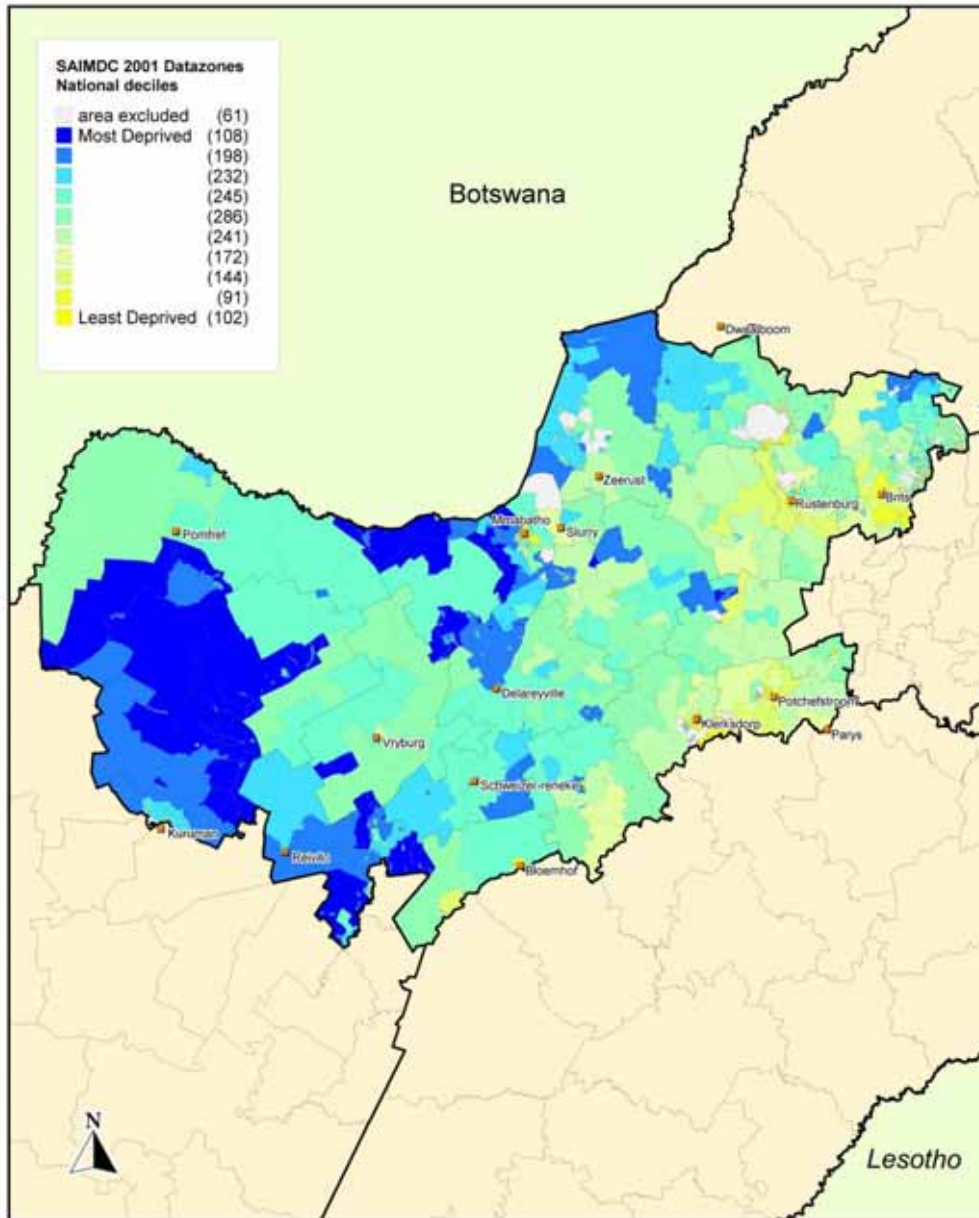 SAIMDC 2001 Datazones
National deciles
area excluded (61)
Most Deprived (108)
(198)
(232)
(245)
(286)
(241)
(172)
(144)
(91)
Least Deprived (102)
Botswana
Dwaalboom
Zeerust
Rustenburg
Brits
Mmabatho
Slurry
Pomfret
Delareyville
Potchefstroom
Klerksdorp
Parys
Vryburg
Schweizer-reneke
Kuruman
Reivilo
Bloemhof
N
Lesotho